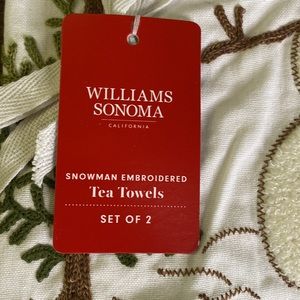 WILLIAMS
SONOMA
CALIFORNIA
SNOWMAN EMBROIDERED
Tea Towels
SET OF 2